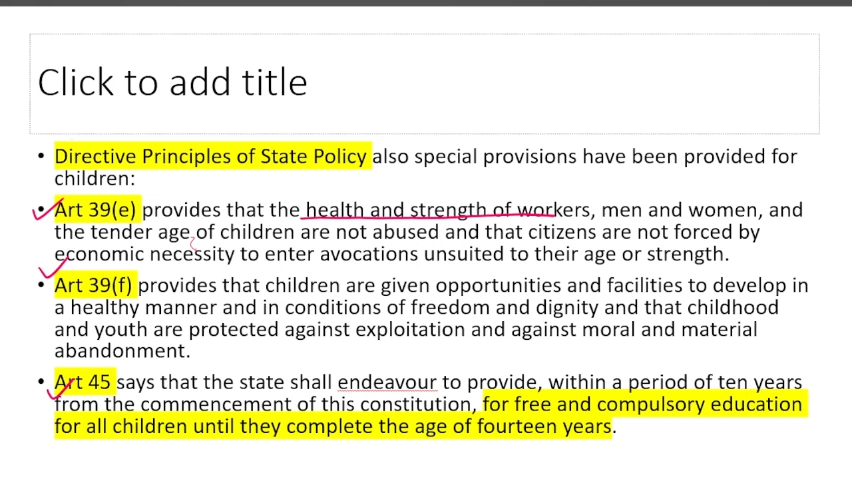 Click to add title
• Directive Principles of State Policy also special provisions have been provided for
children:
• Art 39(e) provides that the health and strength of workers, men and women, and
the tender age of children are not abused and that citizens are not forced by
economic necessity to enter avocations unsuited to their age or strength.
• Art 39(f) provides that children are given opportunities and facilities to develop in
a healthy manner and in conditions of freedom and dignity and that childhood
and youth are protected against exploitation and against moral and material
abandonment.
• Art 45 says that the state shall endeavour to provide, within a period of ten years
from the commencement of this constitution, for free and compulsory education
for all children until they complete the age of fourteen years.